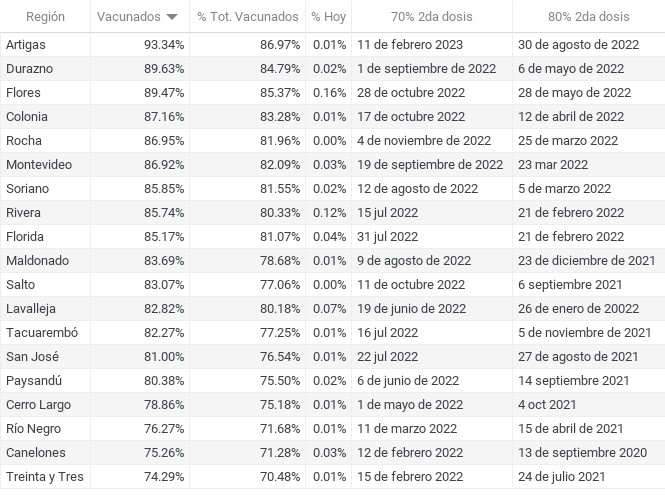 Región Vacunados % Tot. Vacunados % Hoy 70% 2da dosis 80% 2da dosis
Artigas 93.34% 86.97% 0.01% 11 de febrero 2023 30 de agosto de 2022
Durazno 89.63% 84.79% 0.02% 1 de septiembre de 2022 6 de mayo de 2022
Flores 89.47% 85.37% 0.16% 28 de octubre 2022 28 de mayo de 2022
Colonia 87.16% 83.28% 0.01% 17 de octubre 2022 12 de abril de 2022
Rocha 86.95% 81.96% 0.00% 4 de noviembre de 2022 25 de marzo 2022
Montevideo 86.92% 82.09% 0.03% 19 de septiembre de 2022 23 mar 2022
Soriano 85.85% 81.55% 0.02% 12 de agosto de 2022 5 de marzo 2022
Rivera 85.74% 80.33% 0.12% 15 jul 2022 21 de febrero 2022
Florida 85.17% 81.07% 0.04% 31 jul 2022 21 de febrero 2022
Maldonado 83.69% 78.68% 0.01% 9 de agosto de 2022 23 de diciembre de 2021
Salto 83.07% 77.06% 0.00% 11 de octubre 2022 6 septiembre 2021
Lavalleja 82.82% 80.18% 0.07% 19 de junio de 2022 26 de enero de 20022
Tacuarembó 82.27% 77.25% 0.01% 16 jul 2022 5 de noviembre de 2021
San José 81.00% 76.54% 0.01% 22 jul 2022 27 de agosto de 2021
Paysandú 80.38% 75.50% 0.02% 6 de junio de 2022 14 septiembre 2021
Cerro Largo 78.86% 75.18% 0.01% 1 de mayo de 2022 4 oct 2021
Río Negro 76.27% 71.68% 0.01% 11 de marzo 2022 15 de abril de 2021
Canelones 75.26% 71.28% 0.03% 12 de febrero 2022 13 de septiembre 2020
Treinta y Tres 74.29% 70.48% 0.01% 15 de febrero 2022 24 de julio 2021